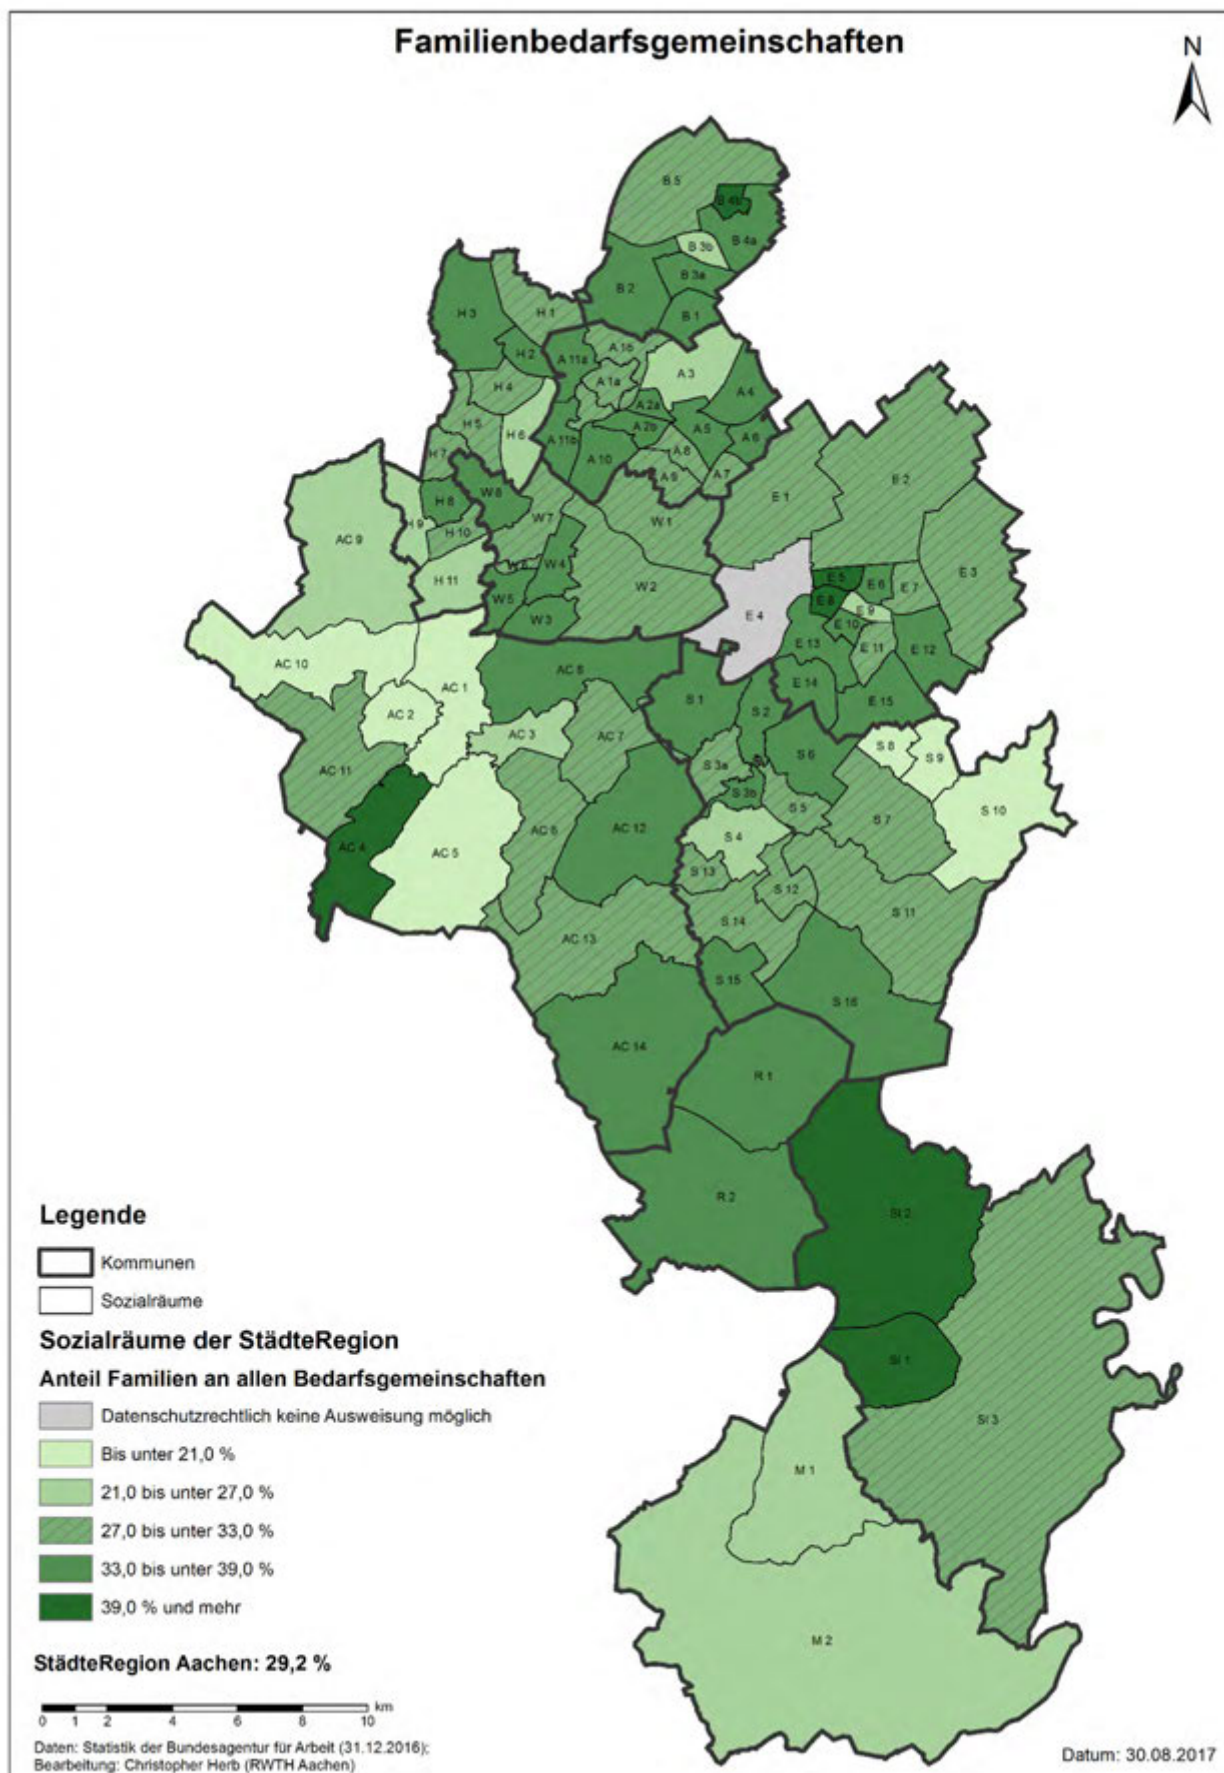 Familienbedarfsgemeinschaften
N
B 5
B 4b
B 4a
B 3b
B 3a
B 2
B 1
H 3
H 1
H 2
H 4
H 5
H 6
H 7
H 8
H 9
H 10
H 11
A 11a
A 1b
A 1a
A 3
A 4
A 2a
A 2b
A 5
A 6
A 8
A 9
A 7
A 10
A 11b
W 8
W 7
W 1
W 6
W 4
W 2
W 5
W 3
E 1
E 2
E 3
E 4
E 5
E 6
E 7
E 8
E 9
E 10
E 11
E 12
E 13
E 14
E 15
AC 9
AC 10
AC 1
AC 2
AC 8
AC 3
AC 7
AC 11
AC 4
AC 5
AC 6
AC 12
AC 13
AC 14
S 1
S 2
S 3a
S 3b
S 4
S 5
S 6
S 7
S 8
S 9
S 10
S 11
S 12
S 13
S 14
S 15
S 16
R 1
R 2
SI 2
SI 1
SI 3
M 1
M 2
Legende
Kommunen
Sozialräume
Sozialräume der StädteRegion
Anteil Familien an allen Bedarfsgemeinschaften
Datenschutzrechtlich keine Ausweisung möglich
Bis unter 21,0 %
21,0 bis unter 27,0 %
27,0 bis unter 33,0 %
33,0 bis unter 39,0 %
39,0 % und mehr
StädteRegion Aachen: 29,2 %
km
0 1 2 4 6 8 10
Daten: Statistik der Bundesagentur für Arbeit (31.12.2016);
Bearbeitung: Christopher Herb (RWTH Aachen)
Datum: 30.08.2017